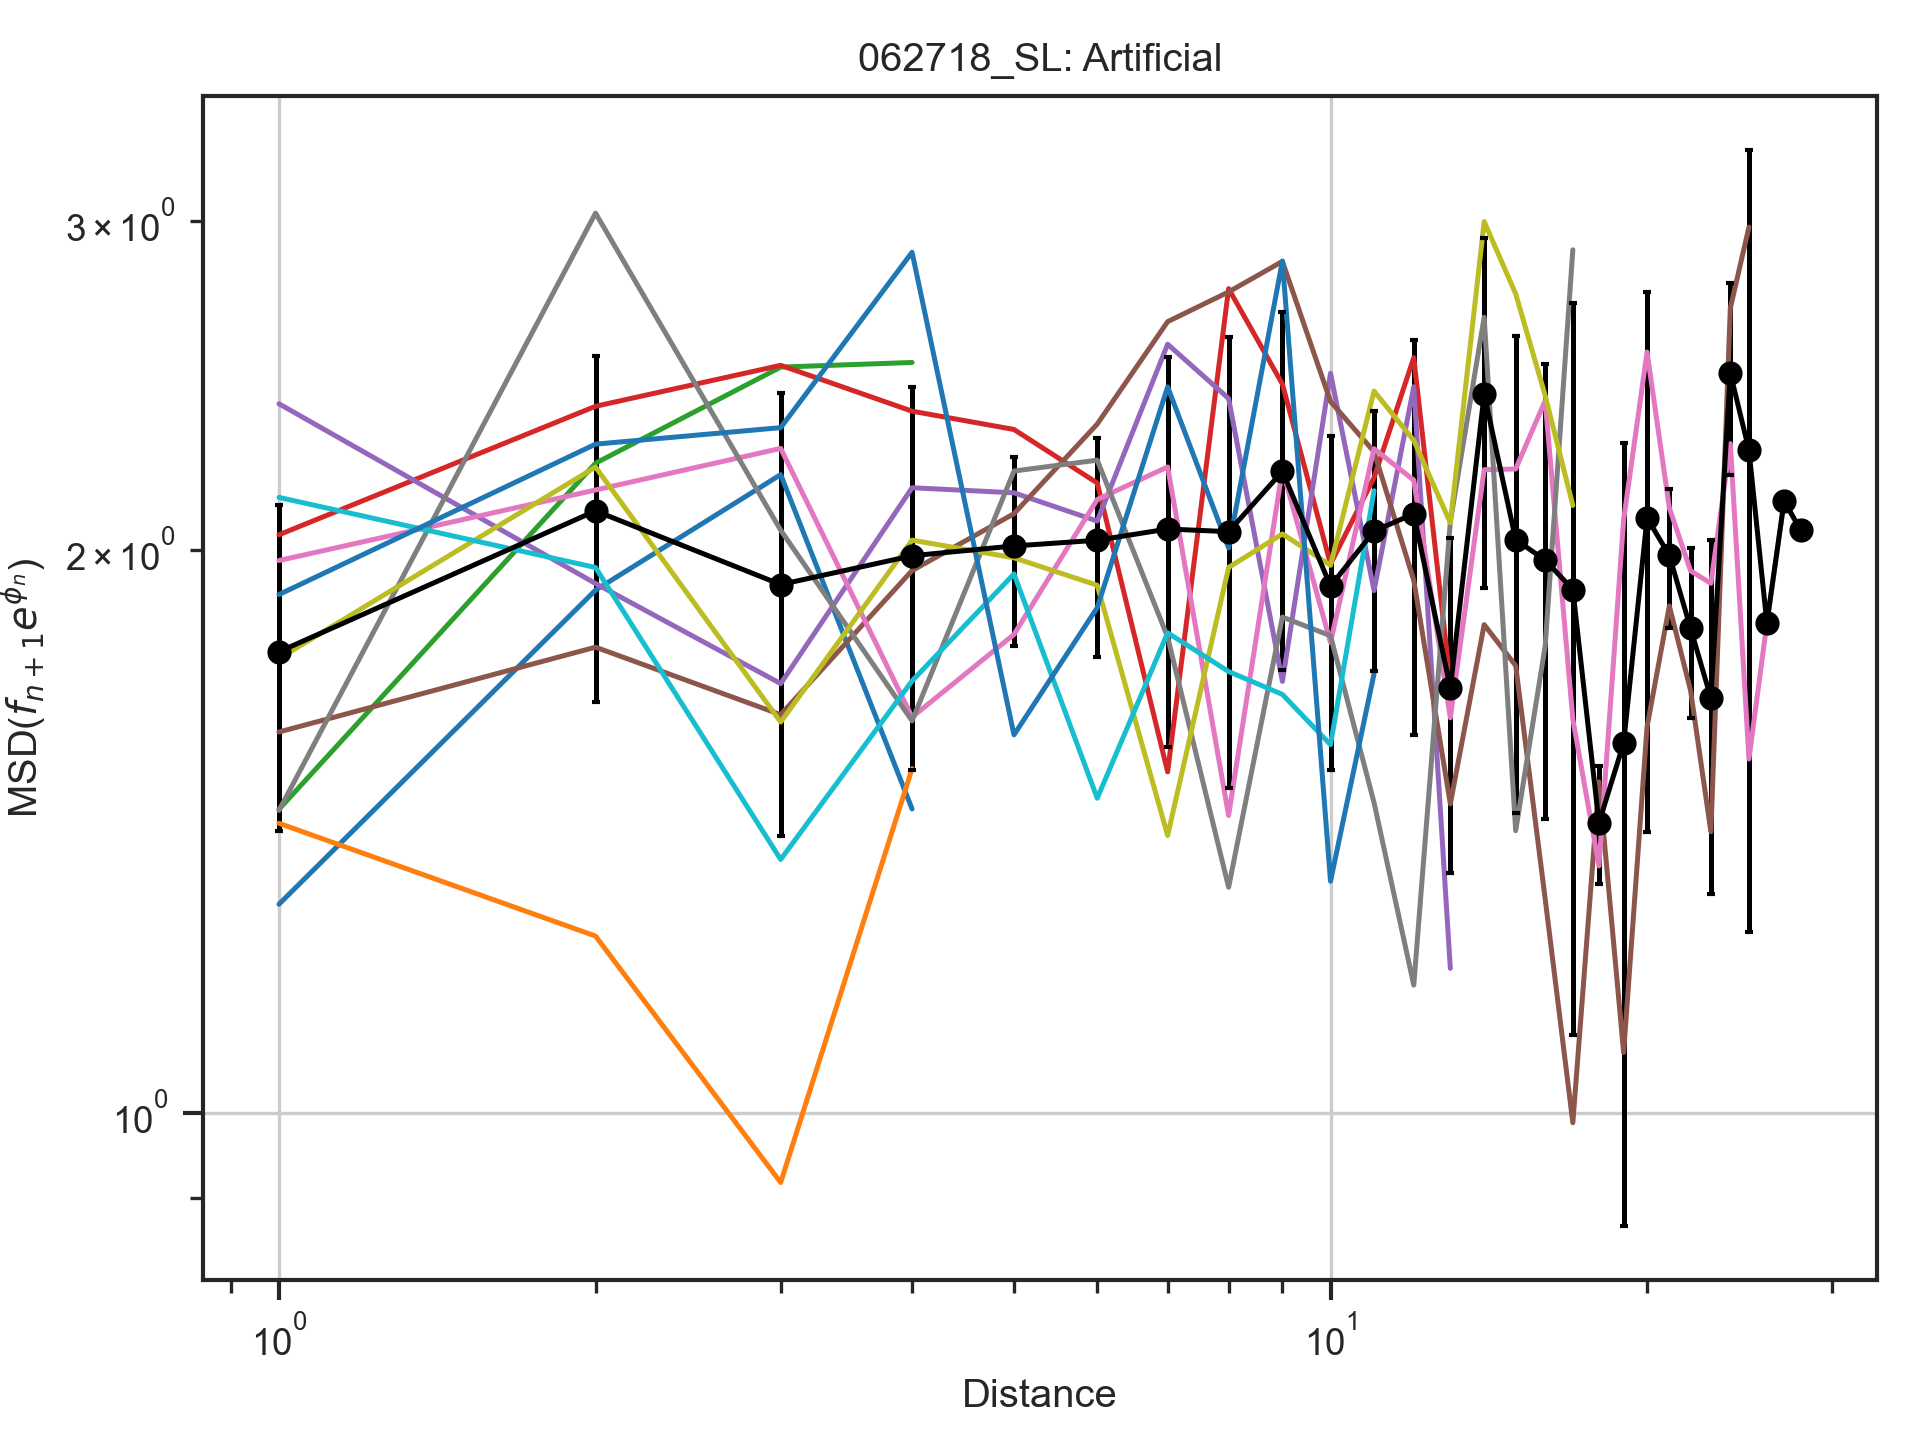 062718_SL: Artificial
MSD(fₙ₊₁e^ϕₙ)
3 × 10⁰
2 × 10⁰
10⁰
10⁰ 10¹
Distance